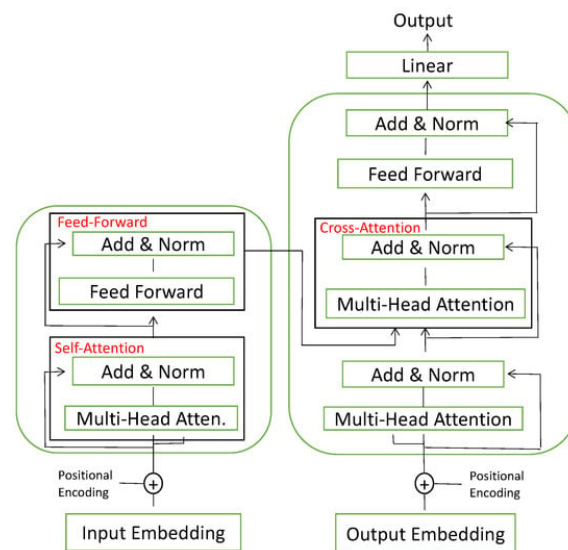 Output
Linear
Add & Norm
Feed Forward
Cross-Attention
Add & Norm
Multi-Head Attention
Add & Norm
Multi-Head Attention
Positional
Encoding
Output Embedding
Feed-Forward
Add & Norm
Feed Forward
Self-Attention
Add & Norm
Multi-Head Atten.
Positional
Encoding
Input Embedding